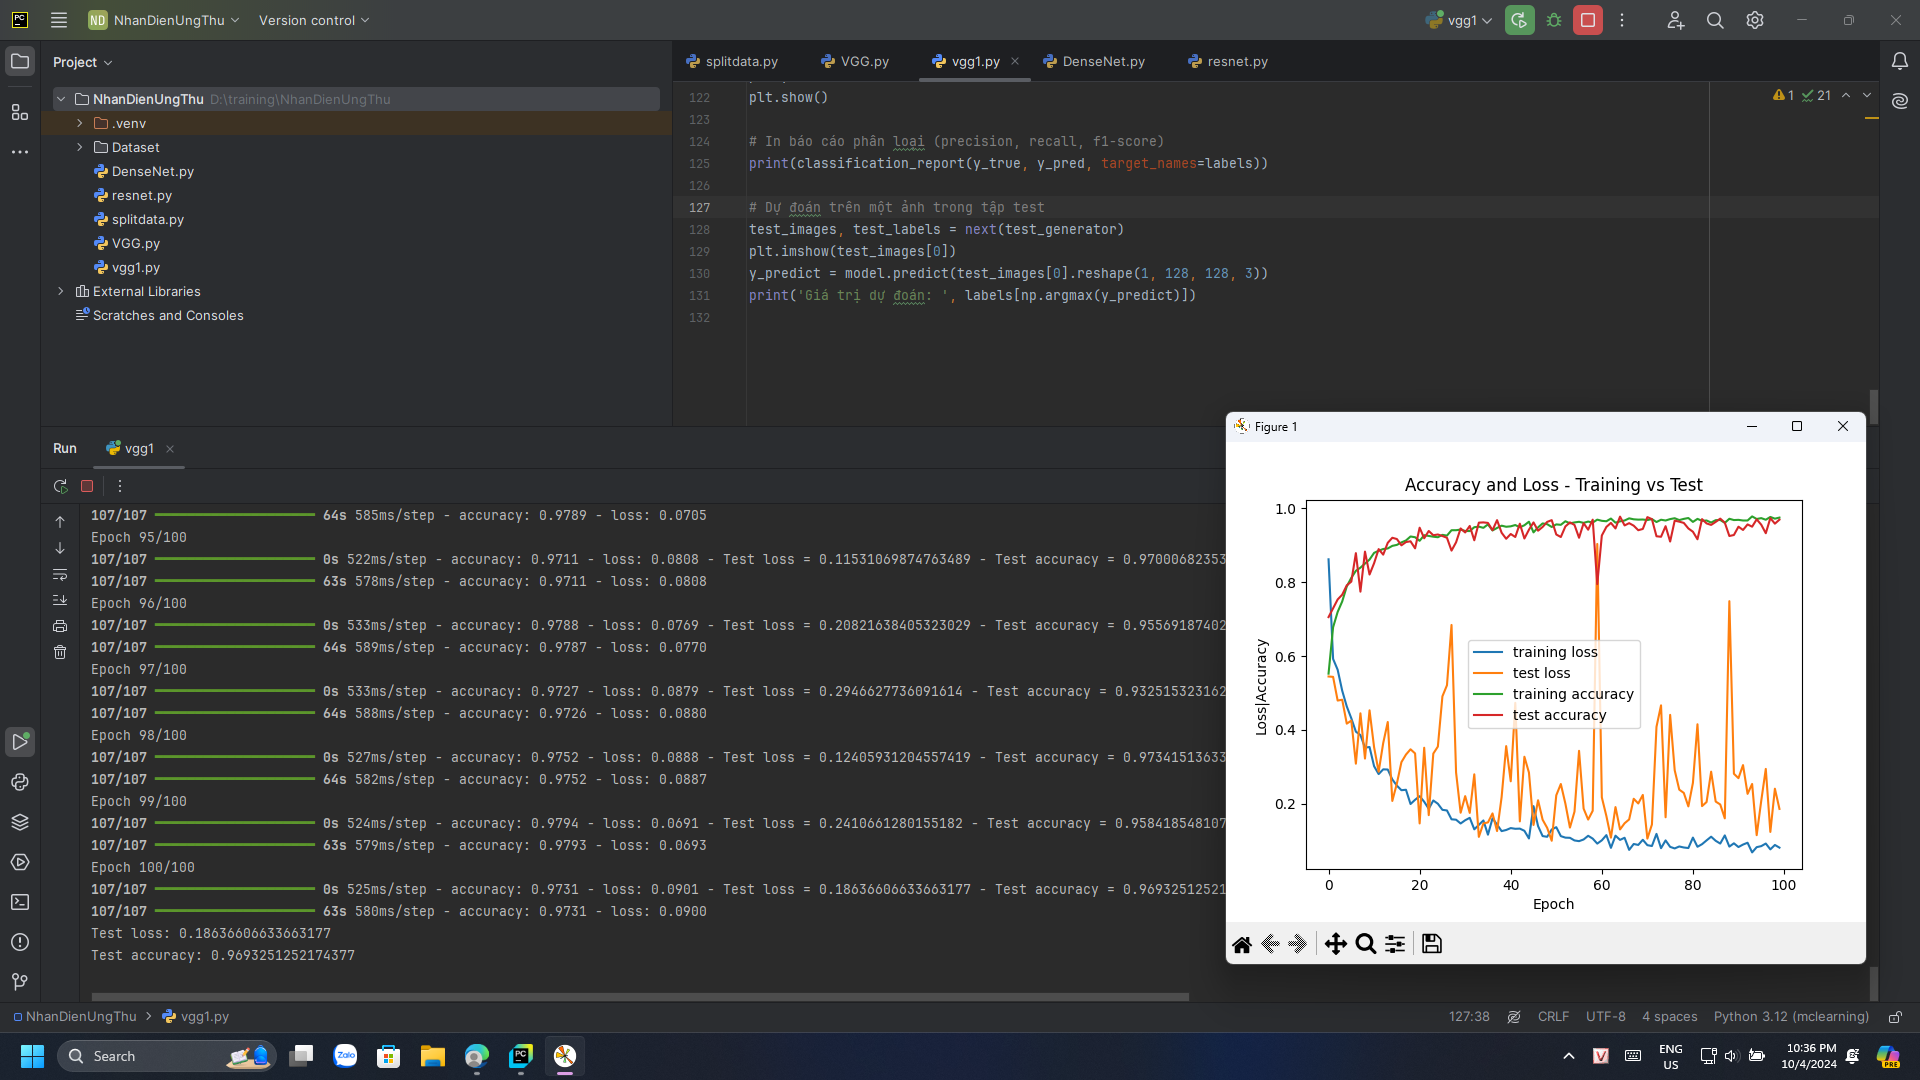 ND NhanDienUngThu Version control vgg1
Project
NhanDienUngThu D:\training\NhanDienUngThu
.venv
Dataset
DenseNet.py
resnet.py
splitdata.py
VGG.py
vgg1.py
External Libraries
Scratches and Consoles
splitdata.py VGG.py vgg1.py DenseNet.py resnet.py
1 21
122 plt.show()
123
124 # In báo cáo phân loại (precision, recall, f1-score)
125 print(classification_report(y_true, y_pred, target_names=labels))
126
127 # Dự đoán trên một ảnh trong tập test
128 test_images, test_labels = next(test_generator)
129 plt.imshow(test_images[0])
130 y_predict = model.predict(test_images[0].reshape(1, 128, 128, 3))
131 print('Giá trị dự đoán: ', labels[np.argmax(y_predict)])
132
Run vgg1
107/107 64s 585ms/step - accuracy: 0.9789 - loss: 0.0705
Epoch 95/100
107/107 0s 522ms/step - accuracy: 0.9711 - loss: 0.0808 - Test loss = 0.11531069874763489 - Test accuracy = 0.97000682353
107/107 63s 578ms/step - accuracy: 0.9711 - loss: 0.0808
Epoch 96/100
107/107 0s 533ms/step - accuracy: 0.9788 - loss: 0.0769 - Test loss = 0.20821638405323029 - Test accuracy = 0.95569187402
107/107 64s 589ms/step - accuracy: 0.9787 - loss: 0.0770
Epoch 97/100
107/107 0s 533ms/step - accuracy: 0.9727 - loss: 0.0879 - Test loss = 0.2946627736091614 - Test accuracy = 0.932515323162
107/107 64s 588ms/step - accuracy: 0.9726 - loss: 0.0880
Epoch 98/100
107/107 0s 527ms/step - accuracy: 0.9752 - loss: 0.0888 - Test loss = 0.12405931204557419 - Test accuracy = 0.97341513633
107/107 64s 582ms/step - accuracy: 0.9752 - loss: 0.0887
Epoch 99/100
107/107 0s 524ms/step - accuracy: 0.9794 - loss: 0.0691 - Test loss = 0.2410661280155182 - Test accuracy = 0.958418548107
107/107 63s 579ms/step - accuracy: 0.9793 - loss: 0.0693
Epoch 100/100
107/107 0s 525ms/step - accuracy: 0.9731 - loss: 0.0901 - Test loss = 0.18636606633663177 - Test accuracy = 0.96932512521
107/107 63s 580ms/step - accuracy: 0.9731 - loss: 0.0900
Test loss: 0.18636606633663177
Test accuracy: 0.9693251252174377
Figure 1
Accuracy and Loss - Training vs Test
1.0
0.8
0.6
0.4
0.2
Loss|Accuracy
training loss
test loss
training accuracy
test accuracy
0 20 40 60 80 100
Epoch
NhanDienUngThu > vgg1.py
127:38 CRLF UTF-8 4 spaces Python 3.12 (mclearning)
Search
Zalo
PC
V
ENG
US
10:36 PM
10/4/2024
PRE